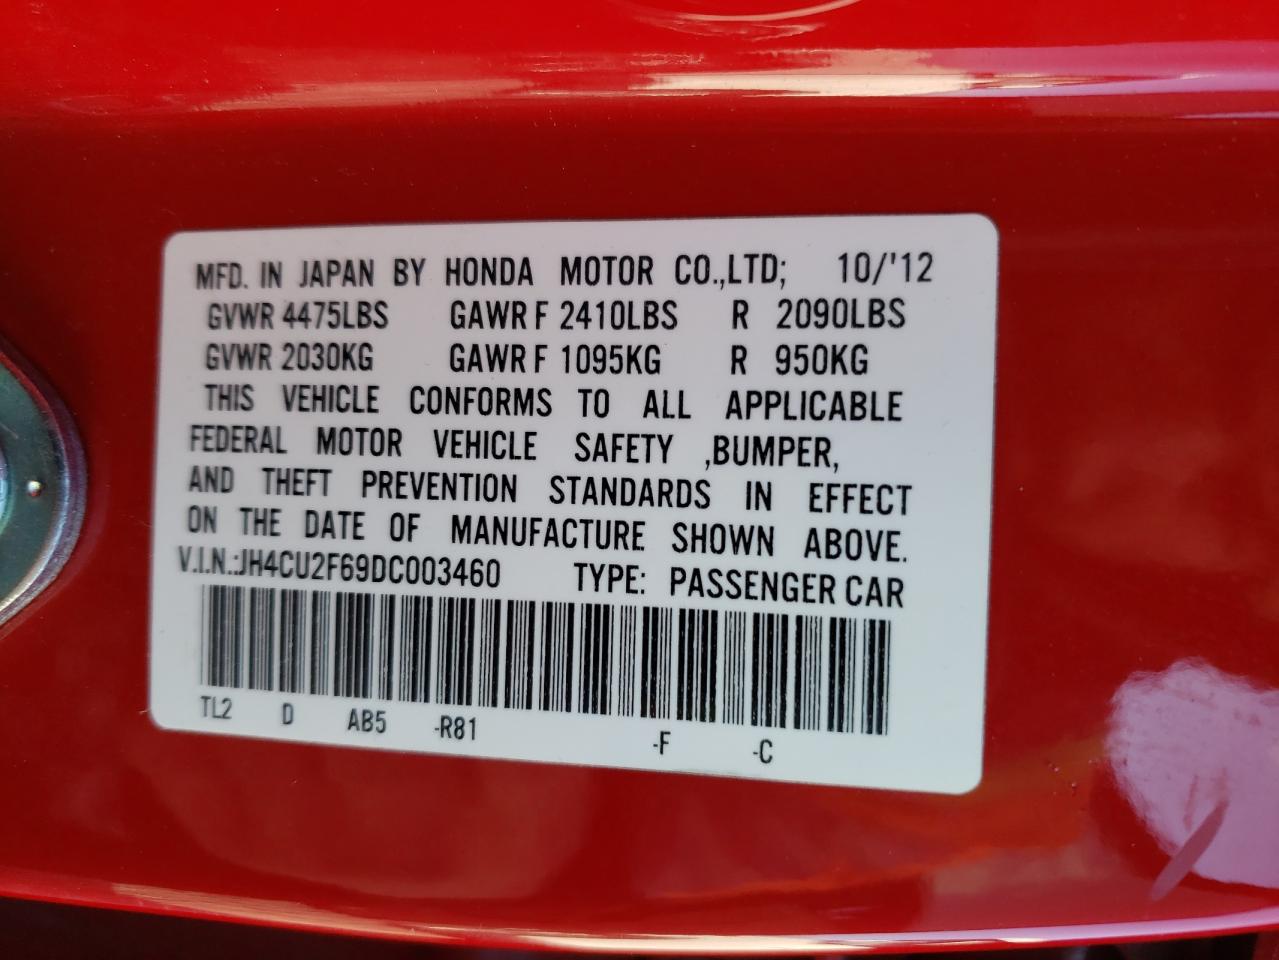 MFD. IN JAPAN BY HONDA MOTOR CO.,LTD; 10/'12
GVWR 4475LBS GAWR F 2410LBS R 2090LBS
GVWR 2030KG GAWR F 1095KG R 950KG
THIS VEHICLE CONFORMS TO ALL APPLICABLE
FEDERAL MOTOR VEHICLE SAFETY ,BUMPER,
AND THEFT PREVENTION STANDARDS IN EFFECT
ON THE DATE OF MANUFACTURE SHOWN ABOVE.
V.I.N.:JH4CU2F69DC003460 TYPE: PASSENGER CAR
TL2 D AB5 -R81 -F -C